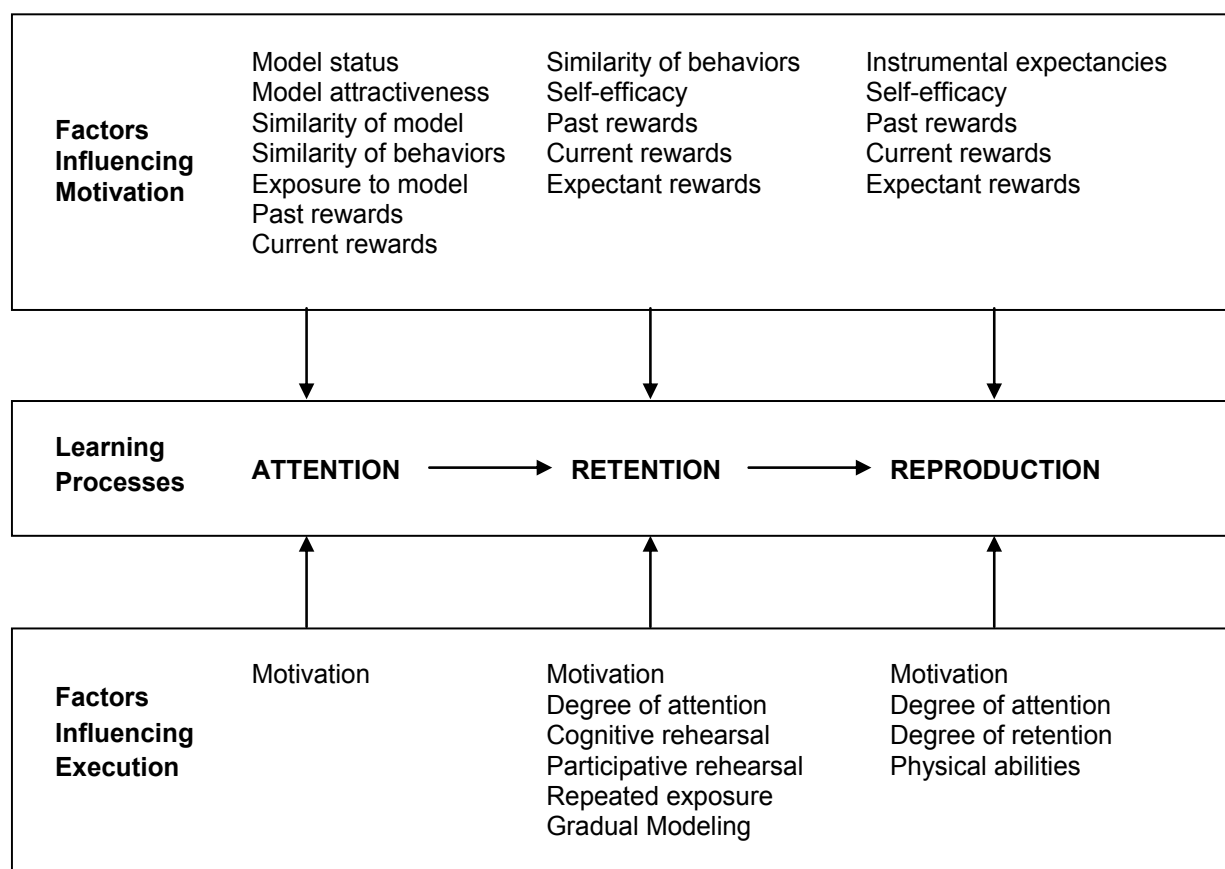 Factors
Influencing
Motivation
Model status
Model attractiveness
Similarity of model
Similarity of behaviors
Exposure to model
Past rewards
Current rewards
Similarity of behaviors
Self-efficacy
Past rewards
Current rewards
Expectant rewards
Instrumental expectancies
Self-efficacy
Past rewards
Current rewards
Expectant rewards
Learning
Processes
ATTENTION
RETENTION
REPRODUCTION
Factors
Influencing
Execution
Motivation
Motivation
Degree of attention
Cognitive rehearsal
Participative rehearsal
Repeated exposure
Gradual Modeling
Motivation
Degree of attention
Degree of retention
Physical abilities